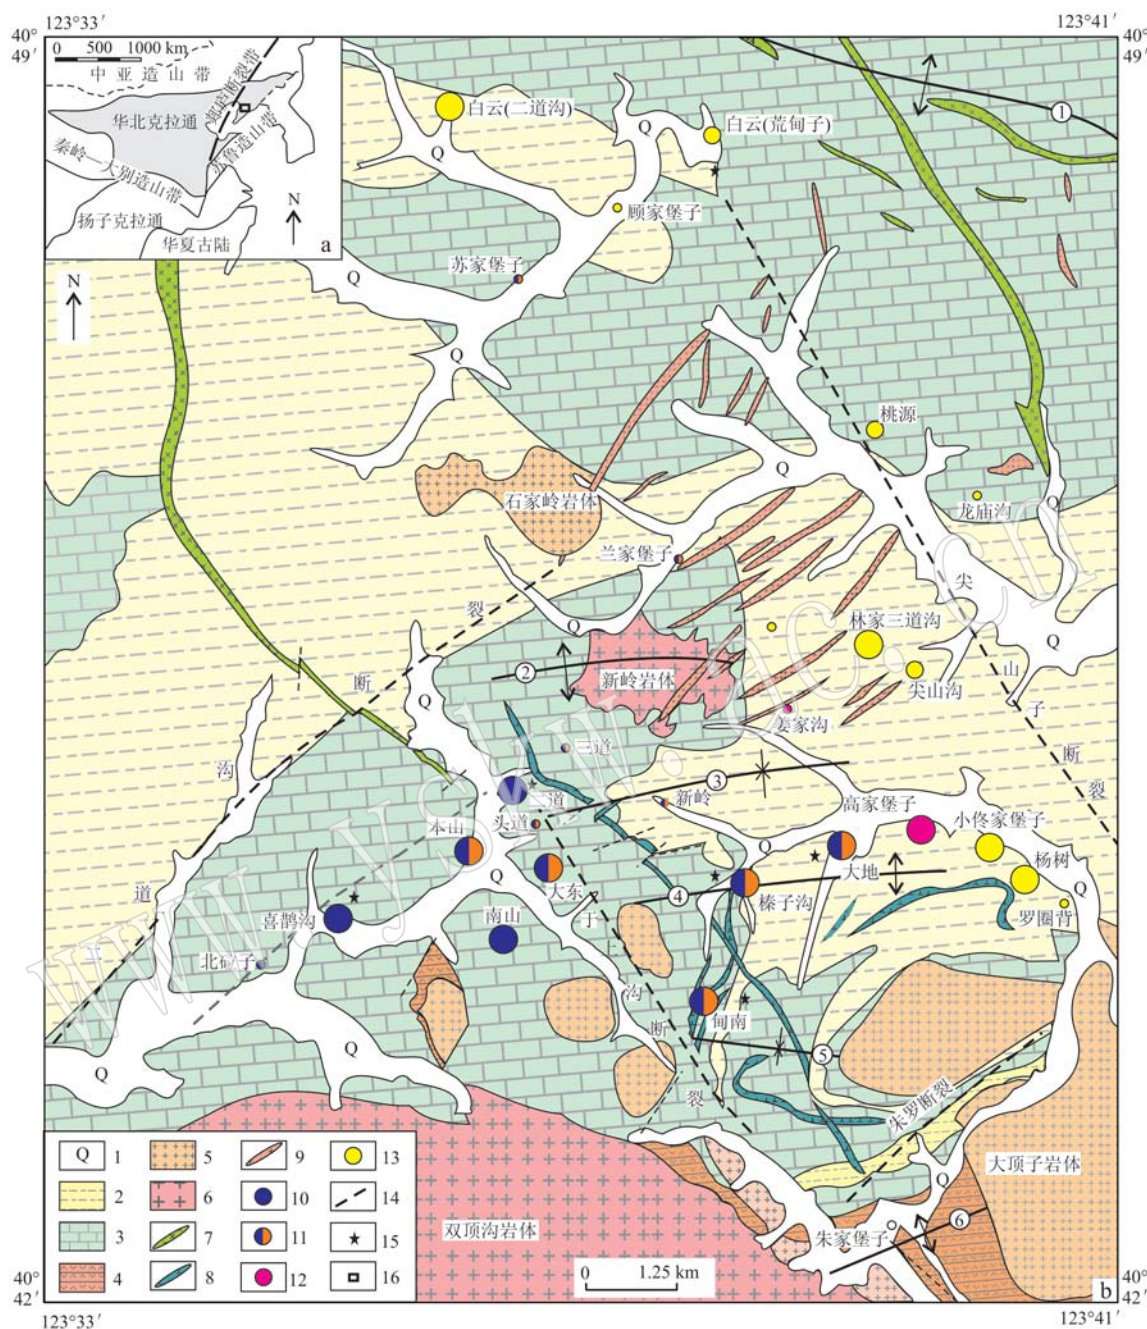 123°33′
123°41′
40°
49′
40°
49′
0 500 1000 km
中亚造山带
郯庐断裂带
华北克拉通
苏鲁造山带
秦岭—大别造山带
扬子克拉通
华夏古陆
N
a
N
白云(二道沟)
白云(荒甸子)
①
Q
Q
Q
顾家堡子
苏家堡子
Q
Q
桃源
Q
Q
石家岭岩体
龙庙沟
Q
兰家堡子
尖山子断裂
二道沟断裂
Q
林家三道沟
Q
②
新岭岩体
尖山沟
Q
姜家沟
三道
③
二道
新岭
高家堡子
小佟家堡子
头道
本山
杨树
大地
Q
Q
大东
④
榛子沟
Q
喜鹊沟
南山
于沟断裂
罗圈背
北砬子
甸南
Q
Q
⑤
朱罗断裂
大顶子岩体
Q
双顶沟岩体
朱家堡子
⑥
Q 1
5
9
13
2
6
10
14
3
7
11
15
4
8
12
16
0 1.25 km
b
40°
42′
40°
42′
123°33′
123°41′
www.ysxb.ac.cn